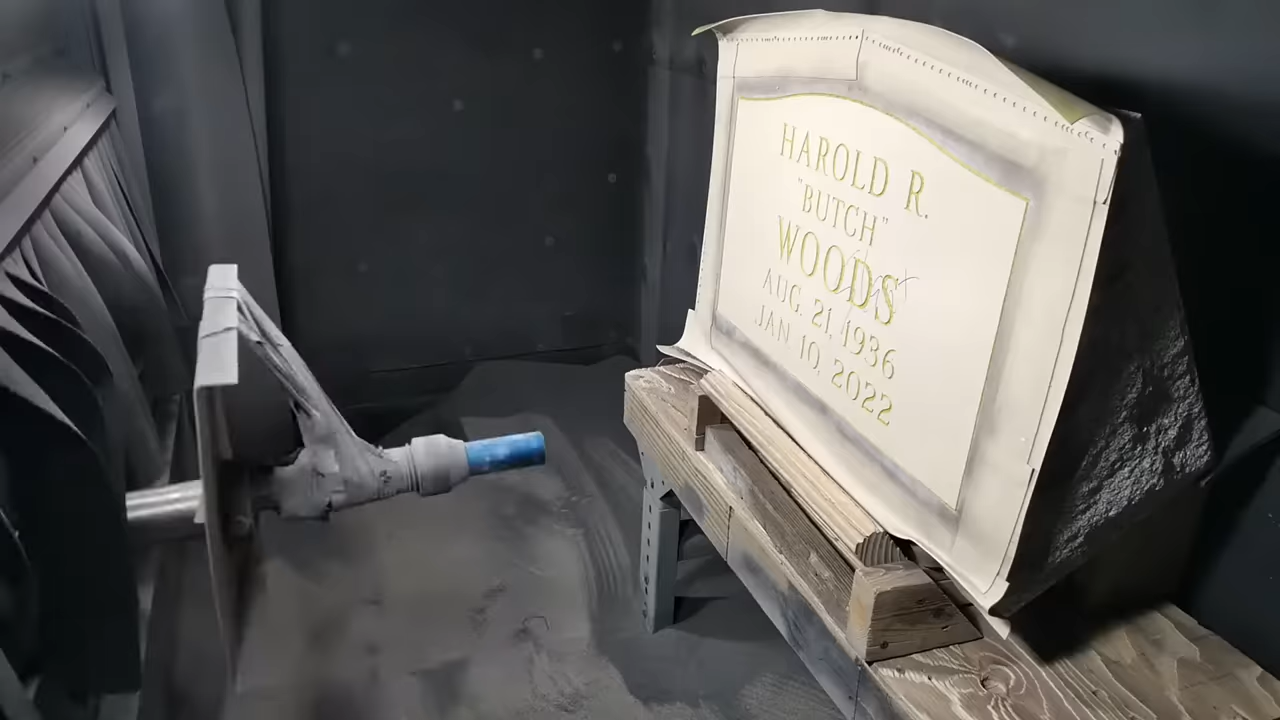 HAROLD R.
"BUTCH"
WOODS
AUG. 21, 1936
JAN 10, 2022